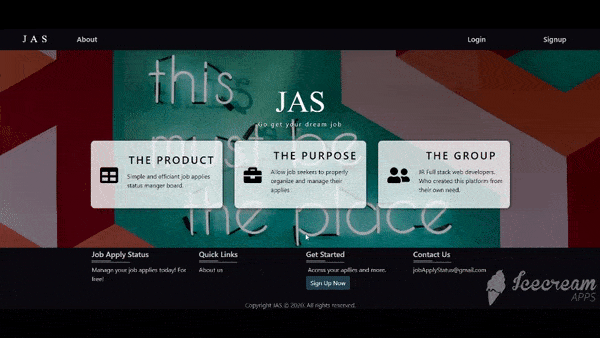 JAS
About
Login
Signup
this
must be
the place
JAS
Go get your dream job
THE PRODUCT
Simple and efficiant job applies
status manger board.
THE PURPOSE
Allow job seekers to properly
organize and manage their
applies
THE GROUP
JR Full stack web developers.
Who created this platform from
their own need.
Job Apply Status
Manage your job applies today! For
free!
Quick Links
About us
Get Started
Access your apllies and more.
Sign Up Now
Contact Us
jobApplyStatus@gmail.com
Copyright JAS © 2020. All rights reserved.
Icecream
APPS